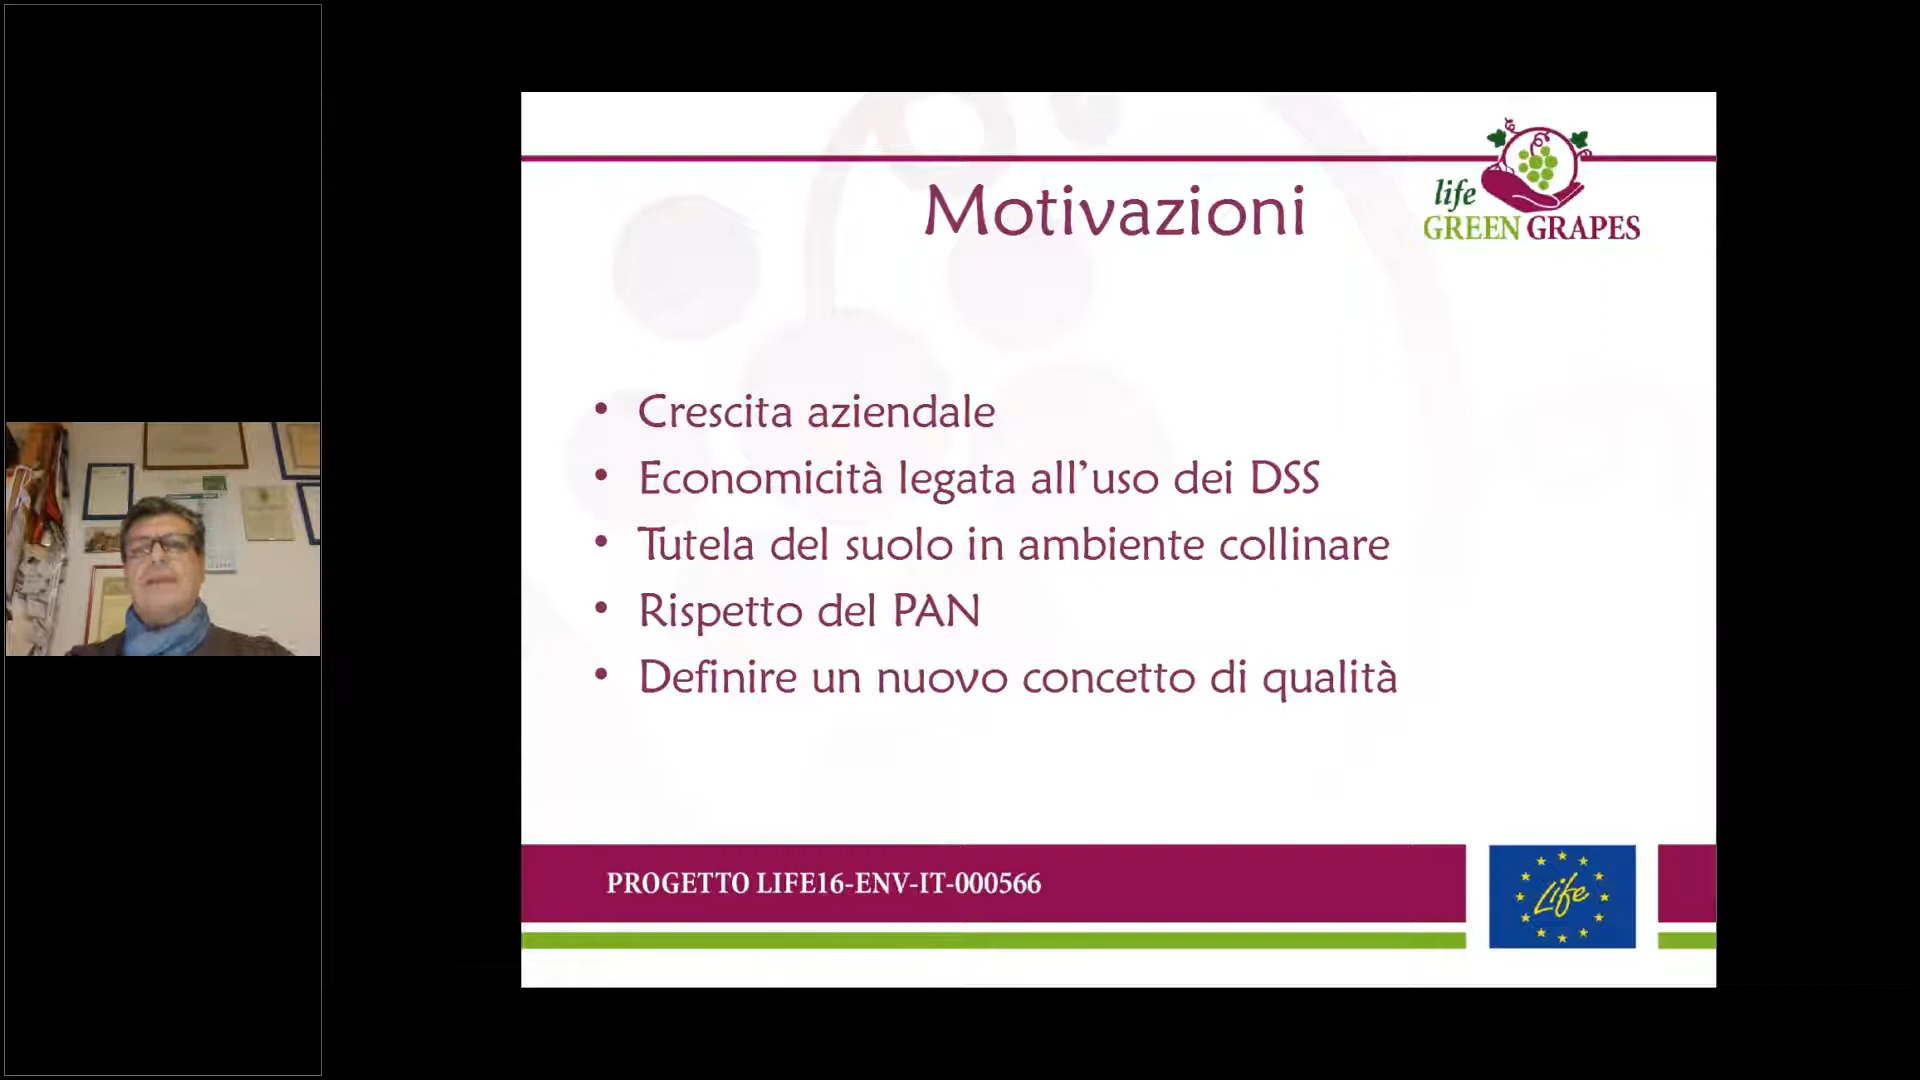 Motivazioni
life
GREEN GRAPES
• Crescita aziendale
• Economicità legata all’uso dei DSS
• Tutela del suolo in ambiente collinare
• Rispetto del PAN
• Definire un nuovo concetto di qualità
PROGETTO LIFE16-ENV-IT-000566
Life